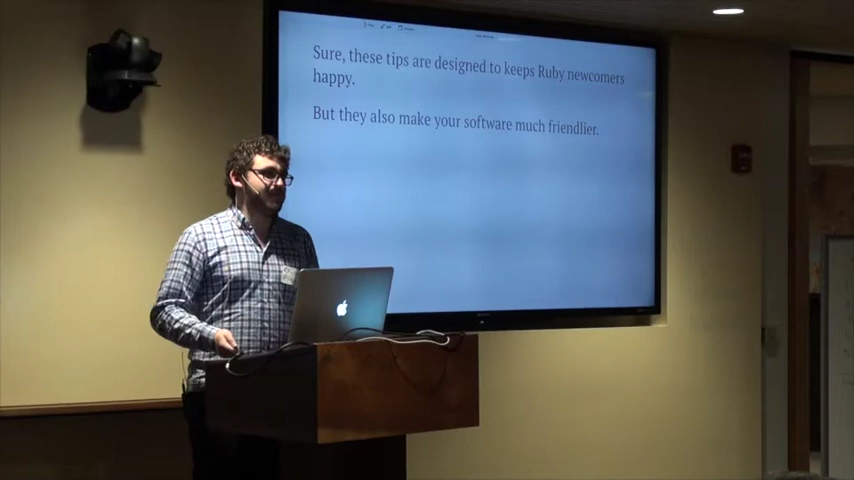 Sure, these tips are designed to keeps Ruby newcomers
happy.
But they also make your software much friendlier.